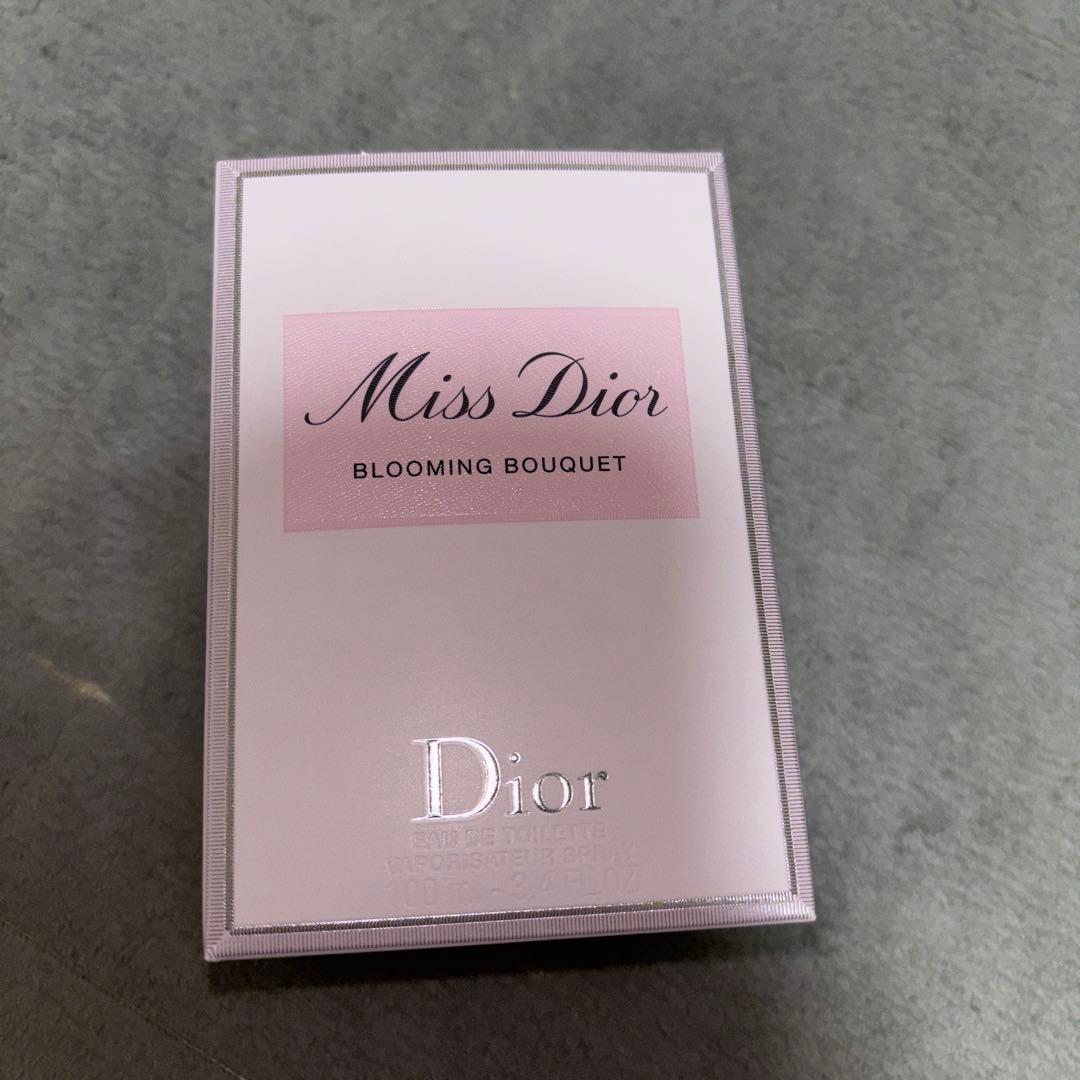 Miss Dior
BLOOMING BOUQUET
Dior
EAU DE TOILETTE
VAPORISATEUR SPRAY
100 ml - 3.4 FL.OZ